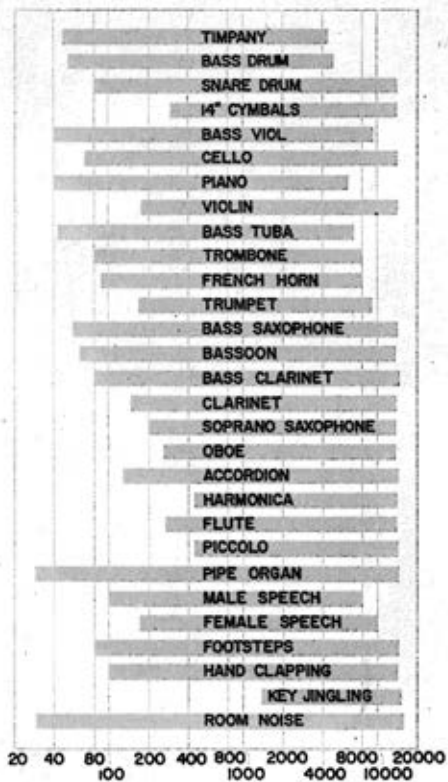 TIMPANY
BASS DRUM
SNARE DRUM
14" CYMBALS
BASS VIOL
CELLO
PIANO
VIOLIN
BASS TUBA
TROMBONE
FRENCH HORN
TRUMPET
BASS SAXOPHONE
BASSOON
BASS CLARINET
CLARINET
SOPRANO SAXOPHONE
OBOE
ACCORDION
HARMONICA
FLUTE
PICCOLO
PIPE ORGAN
MALE SPEECH
FEMALE SPEECH
FOOTSTEPS
HAND CLAPPING
KEY JINGLING
ROOM NOISE
20 40 80 200 400 800 2000 8000 20000
100 1000 4000 10000